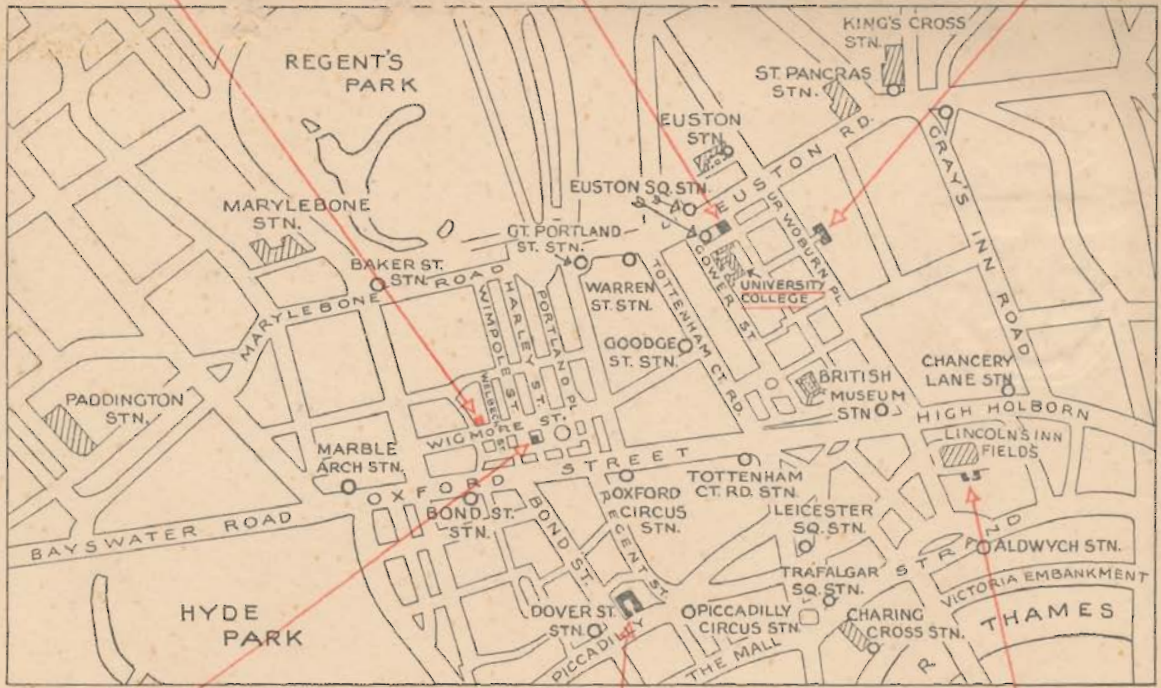 REGENT'S
PARK
KING'S CROSS
STN.
ST. PANCRAS
STN.
EUSTON
STN.
EUSTON RD.
GRAY'S INN ROAD
EUSTON SQ. STN.
UR WOBURN PL.
MARYLEBONE
STN.
GT. PORTLAND
ST. STN.
BAKER ST.
STN.
MARYLEBONE ROAD
WARREN
ST. STN.
TOTTENHAM CT. RD.
GOWER ST.
UNIVERSITY
COLLEGE
WIMPOLE ST.
HARLEY ST.
PORTLAND PL.
WELBECK ST.
GOODGE
ST. STN.
BRITISH
MUSEUM
STN
CHANCERY
LANE STN
HIGH HOLBORN
PADDINGTON
STN.
WIGMORE ST.
MARBLE
ARCH STN.
LINCOLN'S INN
FIELDS
OXFORD STREET
TOTTENHAM
CT. RD. STN.
BOND ST.
STN.
BOND ST.
OXFORD
CIRCUS
STN.
REGENT ST.
LEICESTER
SQ. STN.
BAYSWATER ROAD
STRAND
ALDWYCH STN.
TRAFALGAR
SQ. STN.
VICTORIA EMBANKMENT
HYDE
PARK
DOVER ST.
STN.
PICCADILLY
PICCADILLY
CIRCUS STN.
THE MALL
CHARING
CROSS STN.
R. THAMES